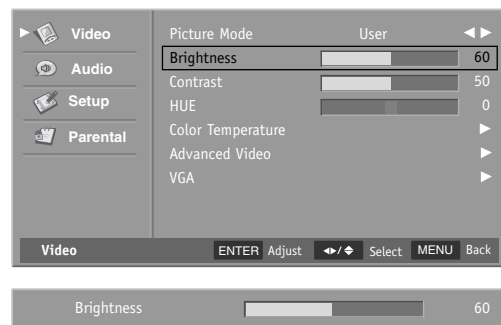 Video
Audio
Setup
Parental
Picture Mode User
Brightness 60
Contrast 50
HUE 0
Color Temperature
Advanced Video
VGA
Video ENTER Adjust / Select MENU Back
Brightness 60